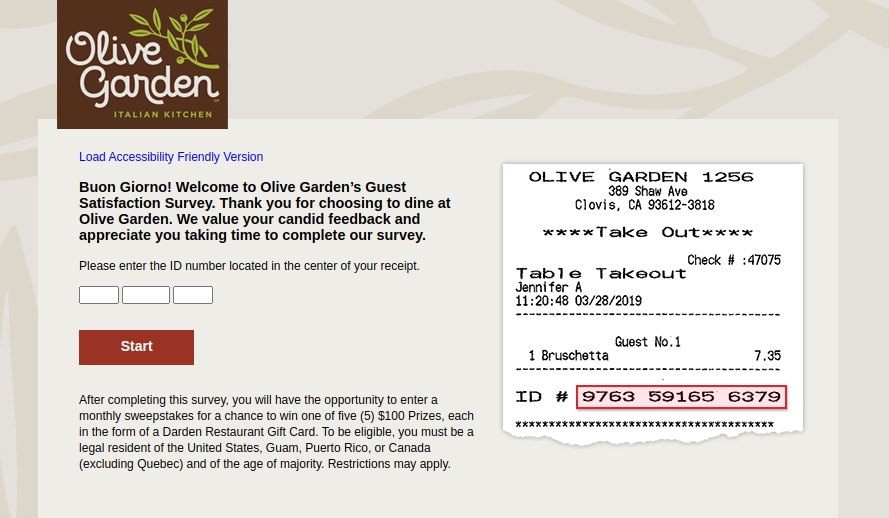 Olive
Garden
ITALIAN KITCHEN
Load Accessibility Friendly Version
Buon Giorno! Welcome to Olive Garden’s Guest
Satisfaction Survey. Thank you for choosing to dine at
Olive Garden. We value your candid feedback and
appreciate you taking time to complete our survey.
Please enter the ID number located in the center of your receipt.
Start
After completing this survey, you will have the opportunity to enter a
monthly sweepstakes for a chance to win one of five (5) $100 Prizes, each
in the form of a Darden Restaurant Gift Card. To be eligible, you must be a
legal resident of the United States, Guam, Puerto Rico, or Canada
(excluding Quebec) and of the age of majority. Restrictions may apply.
OLIVE GARDEN 1256
389 Shaw Ave
Clovis, CA 93612-3818
****Take Out****
Check # :47075
Table Takeout
Jennifer A
11:20:48 03/28/2019
Guest No.1
1 Bruschetta 7.35
ID # 9763 59165 6379
***************************************